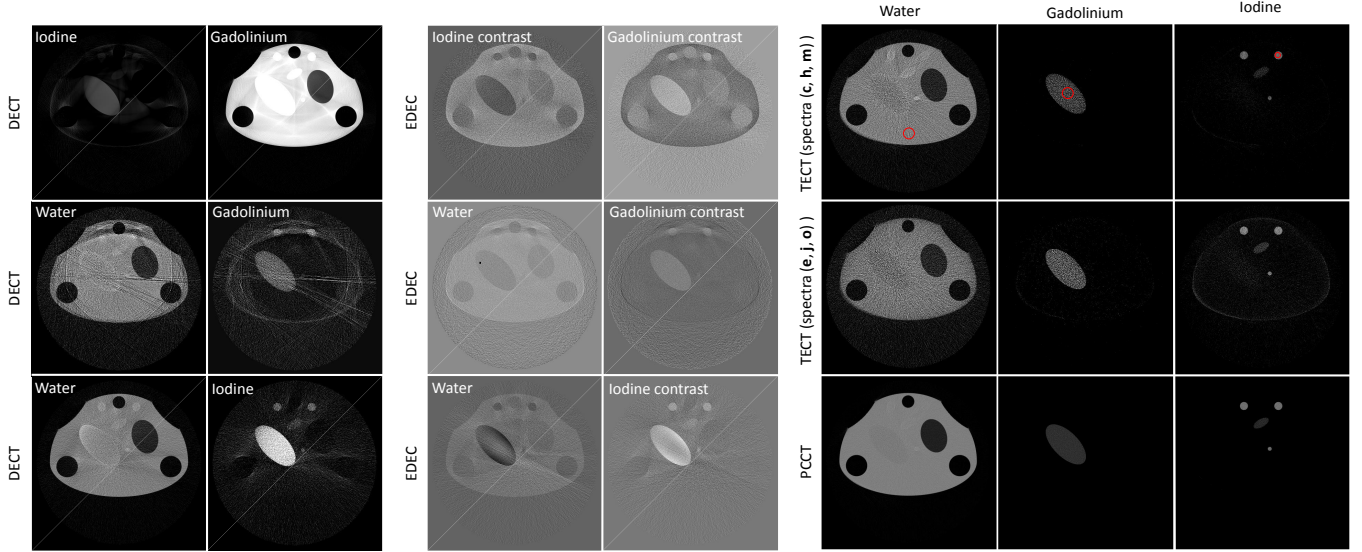 Water
Gadolinium
Iodine
DECT
Iodine
Gadolinium
EDEC
Iodine contrast
Gadolinium contrast
TECT (spectra (c, h, m))
DECT
Water
Gadolinium
EDEC
Water
Gadolinium contrast
TECT (spectra (e, j, o))
DECT
Water
Iodine
EDEC
Water
Iodine contrast
PCCT